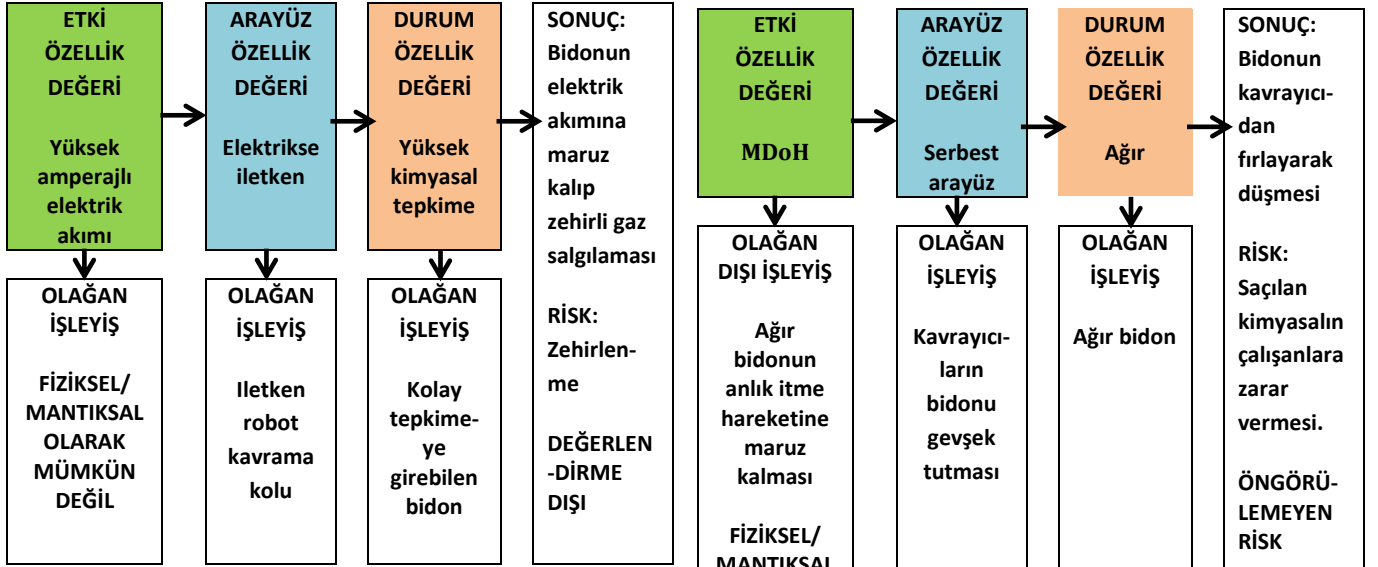 ETKİ
ÖZELLİK
DEĞERİ
Yüksek
amperajlı
elektrik
akımı
OLAĞAN
İŞLEYİŞ
FİZİKSEL/
MANTIKSAL
OLARAK
MÜMKÜN
DEĞİL
ARAYÜZ
ÖZELLİK
DEĞERİ
Elektrikse
iletken
OLAĞAN
İŞLEYİŞ
Iletken
robot
kavrama
kolu
DURUM
ÖZELLİK
DEĞERİ
Yüksek
kimyasal
tepkime
OLAĞAN
İŞLEYİŞ
Kolay
tepkime-
ye
girebilen
bidon
SONUÇ:
Bidonun
elektrik
akımına
maruz
kalıp
zehirli gaz
salgılaması
RİSK:
Zehirlen-
me
DEĞERLEN
-DİRME
DIŞI
ETKİ
ÖZELLİK
DEĞERİ
MDoH
OLAĞAN
DIŞI İŞLEYİŞ
Ağır
bidonun
anlık itme
hareketine
maruz
kalması
FİZİKSEL/
MANTIKSAL
ARAYÜZ
ÖZELLİK
DEĞERİ
Serbest
arayüz
OLAĞAN
İŞLEYİŞ
Kavrayıcı-
ların
bidonu
gevşek
tutması
DURUM
ÖZELLİK
DEĞERİ
Ağır
OLAĞAN
İŞLEYİŞ
Ağır bidon
SONUÇ:
Bidonun
kavrayıcı-
dan
fırlayarak
düşmesi
RİSK:
Saçılan
kimyasalın
çalışanlara
zarar
vermesi.
ÖNGÖRÜ-
LEMEYEN
RİSK